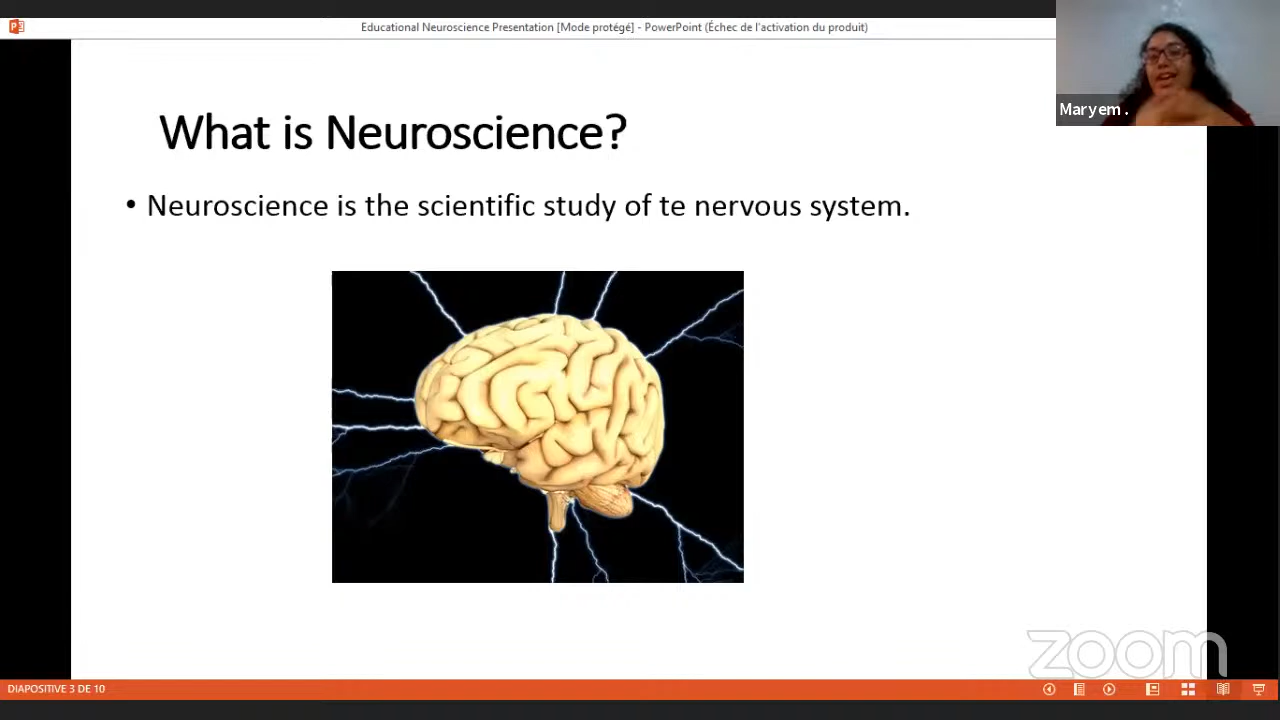 Educational Neuroscience Presentation [Mode protégé] - PowerPoint (Échec de l'activation du produit)
Maryem .
What is Neuroscience?
• Neuroscience is the scientific study of te nervous system.
zoom
DIAPOSITIVE 3 DE 10